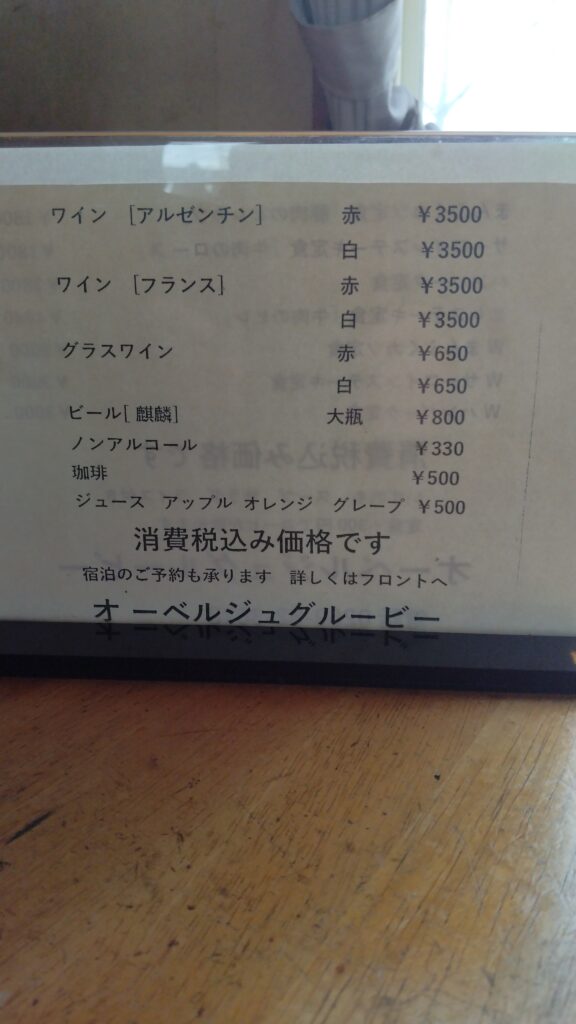 ワイン [アルゼンチン] 赤 ￥3500
白 ￥3500
ワイン [フランス] 赤 ￥3500
白 ￥3500
グラスワイン 赤 ￥650
白 ￥650
ビール[ 麒麟] 大瓶 ￥800
ノンアルコール ￥330
珈琲 ￥500
ジュース アップル オレンジ グレープ ￥500
消費税込み価格です
宿泊のご予約も承ります 詳しくはフロントへ
オーベルジュグルービー